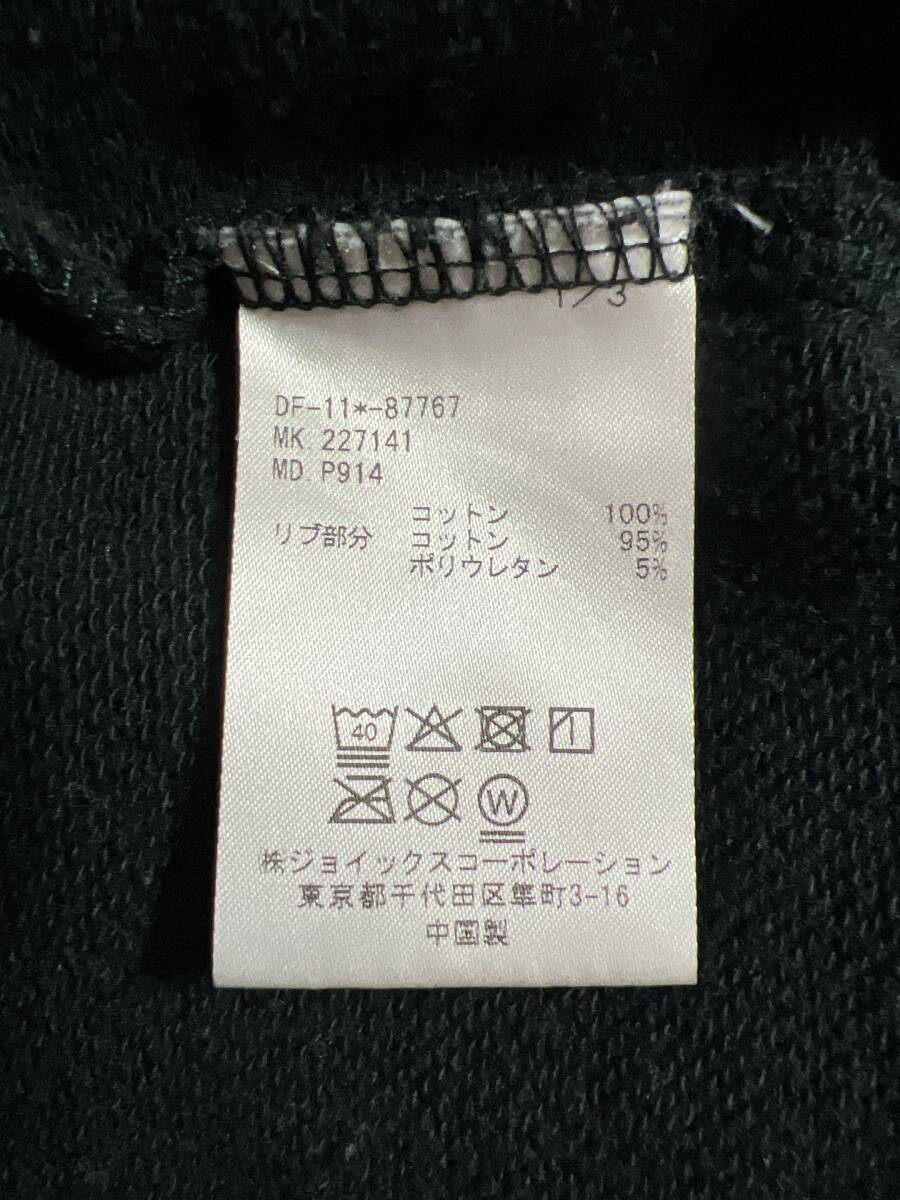 1/3
DF-11*-87767
MK. 227141
MD. P914
コットン 100%
リブ部分 コットン 95%
ポリウレタン 5%
40
W
株ジョイックスコーポレーション
東京都千代田区隼町3-16
中国製